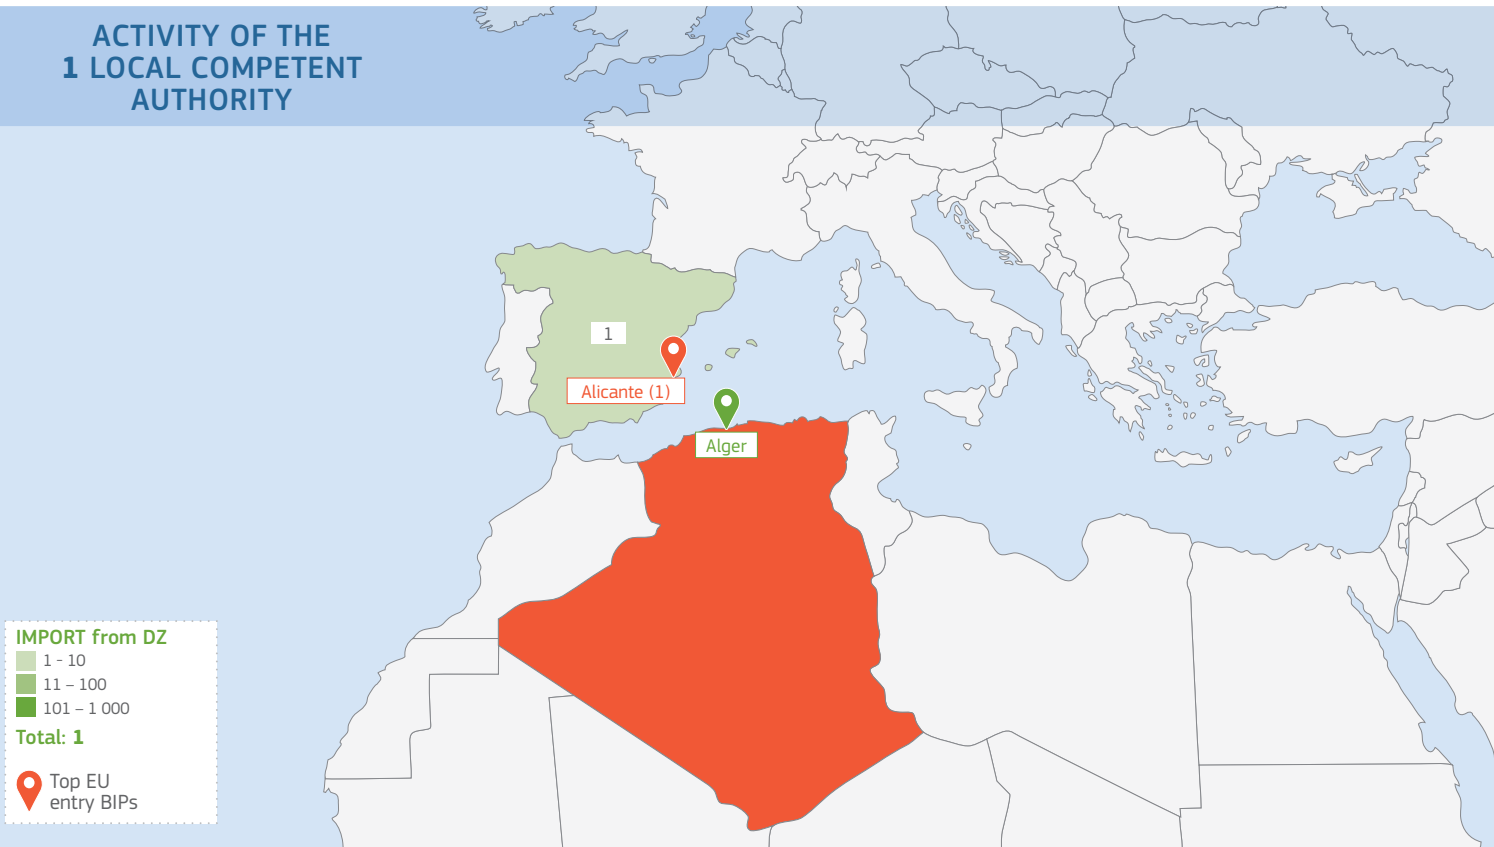 ACTIVITY OF THE
1 LOCAL COMPETENT
AUTHORITY
1
Alicante (1)
Alger
IMPORT from DZ
1 - 10
11 – 100
101 – 1 000
Total: 1
Top EU
entry BIPs